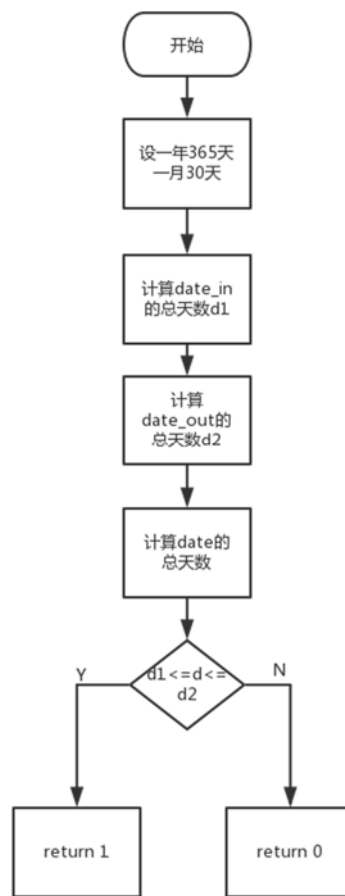 开始
设一年365天
一月30天
计算date_in
的总天数d1
计算
date_out的
总天数d2
计算date的
总天数
d1<=d<=
d2
Y
N
return 1
return 0